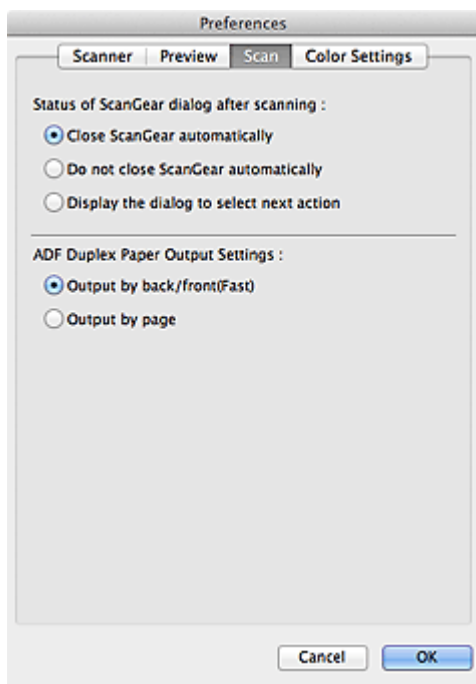 Preferences
Scanner Preview Scan Color Settings
Status of ScanGear dialog after scanning :
Close ScanGear automatically
Do not close ScanGear automatically
Display the dialog to select next action
ADF Duplex Paper Output Settings :
Output by back/front(Fast)
Output by page
Cancel OK